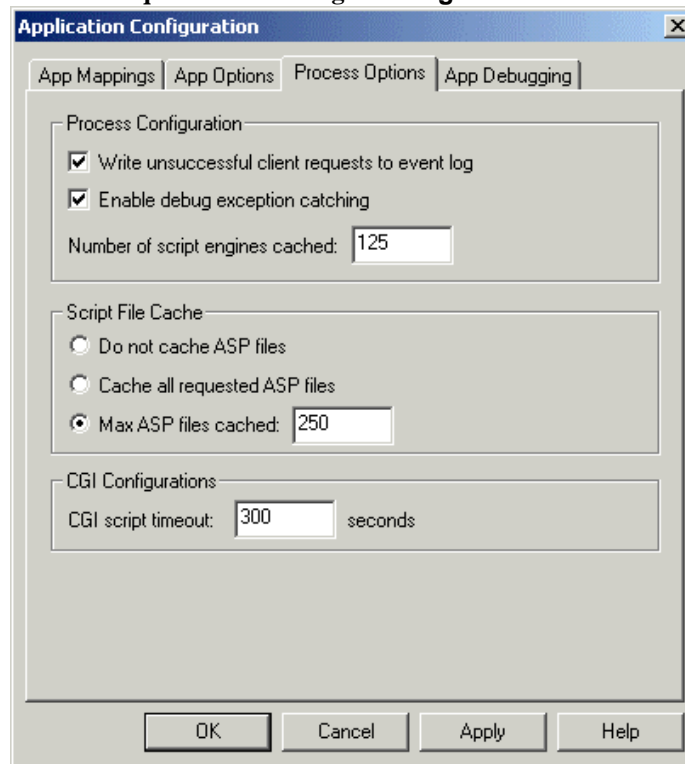 Application Configuration
App Mappings App Options Process Options App Debugging
Process Configuration
Write unsuccessful client requests to event log
Enable debug exception catching
Number of script engines cached: 125
Script File Cache
Do not cache ASP files
Cache all requested ASP files
Max ASP files cached: 250
CGI Configurations
CGI script timeout: 300 seconds
OK Cancel Apply Help